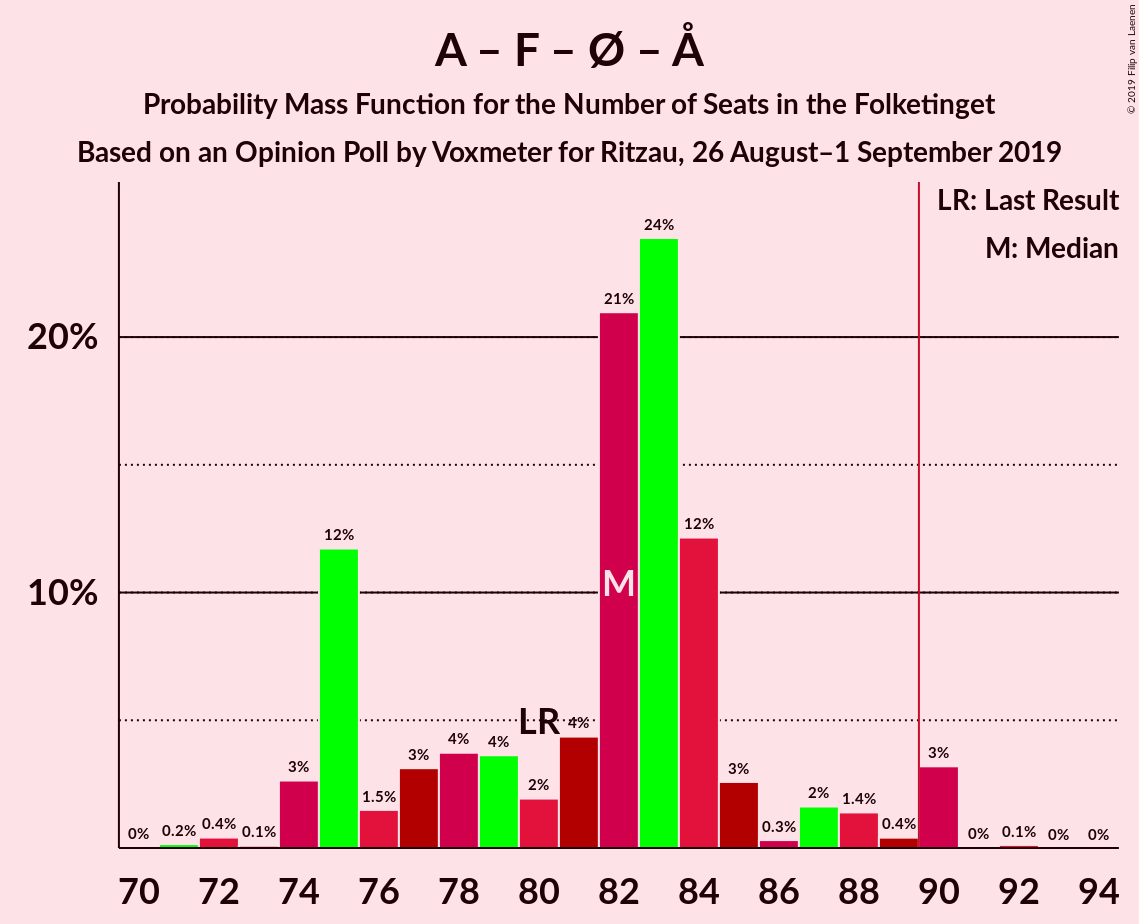 A – F – Ø – Å
Probability Mass Function for the Number of Seats in the Folketinget
Based on an Opinion Poll by Voxmeter for Ritzau, 26 August–1 September 2019
© 2019 Filip van Laenen
LR: Last Result
M: Median
20%
10%
0% 0.2% 0.4% 0.1% 3% 12% 1.5% 3% 4% 4% 2% 4% 21% 24% 12% 3% 0.3% 2% 1.4% 0.4% 3% 0% 0.1% 0% 0%
LR
M
70 72 74 76 78 80 82 84 86 88 90 92 94